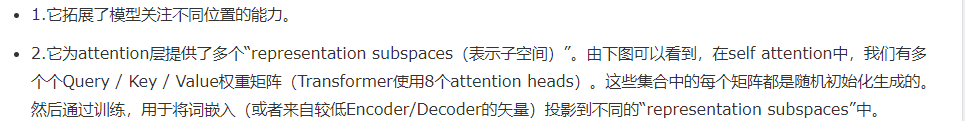 1.它拓展了模型关注不同位置的能力。
2.它为attention层提供了多个“representation subspaces（表示子空间）”。由下图可以看到，在self attention中，我们有多
个个Query / Key / Value权重矩阵（Transformer使用8个attention heads）。这些集合中的每个矩阵都是随机初始化生成的。
然后通过训练，用于将词嵌入（或者来自较低Encoder/Decoder的矢量）投影到不同的“representation subspaces”中。